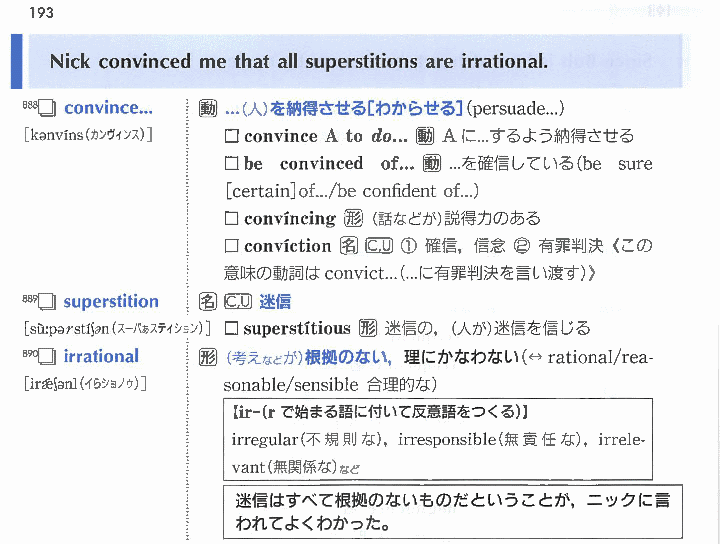 193
Nick convinced me that all superstitions are irrational.
888 convince... 動 …(人)を納得させる[わからせる](persuade…)
[kənvíns(カンヴィンス)] □ convince A to do... 動 Aに…するよう納得させる
□ be convinced of... 動 …を確信している(be sure
[certain]of…/be confident of…)
□ convíncing 形 (話などが)説得力のある
□ convíction 名 C,U ① 確信,信念 ② 有罪判決《この
意味の動詞は convict…(…に有罪判決を言い渡す)》
889 superstition 名 C,U 迷信
[sùːpərstíʃən(スーパぁスティション)] □ superstítious 形 迷信の,(人が)迷信を信じる
890 irrational 形 (考えなどが)根拠のない,理にかなわない(↔ rational/rea-
[iræʃənl(イらショノゥ)] sonable/sensible 合理的な)
【ir-(r で始まる語に付いて反意語をつくる)】
irregular(不規則な),irresponsible(無責任な),irrele-
vant(無関係な)など
迷信はすべて根拠のないものだということが,ニックに言
われてよくわかった。